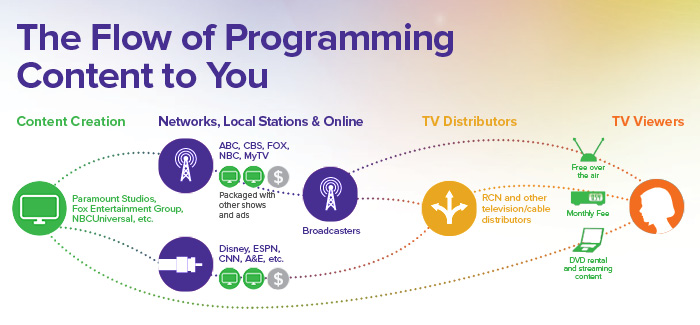 The Flow of Programming
Content to You
Content Creation
Networks, Local Stations & Online
TV Distributors
TV Viewers
ABC, CBS, FOX,
NBC, MyTV
$
Packaged with
other shows
and ads
Paramount Studios,
Fox Entertainment Group,
NBCUniversal, etc.
Broadcasters
Disney, ESPN,
CNN, A&E, etc.
$
RCN and other
television/cable
distributors
Free over
the air
Monthly Fee
DVD rental
and streaming
content